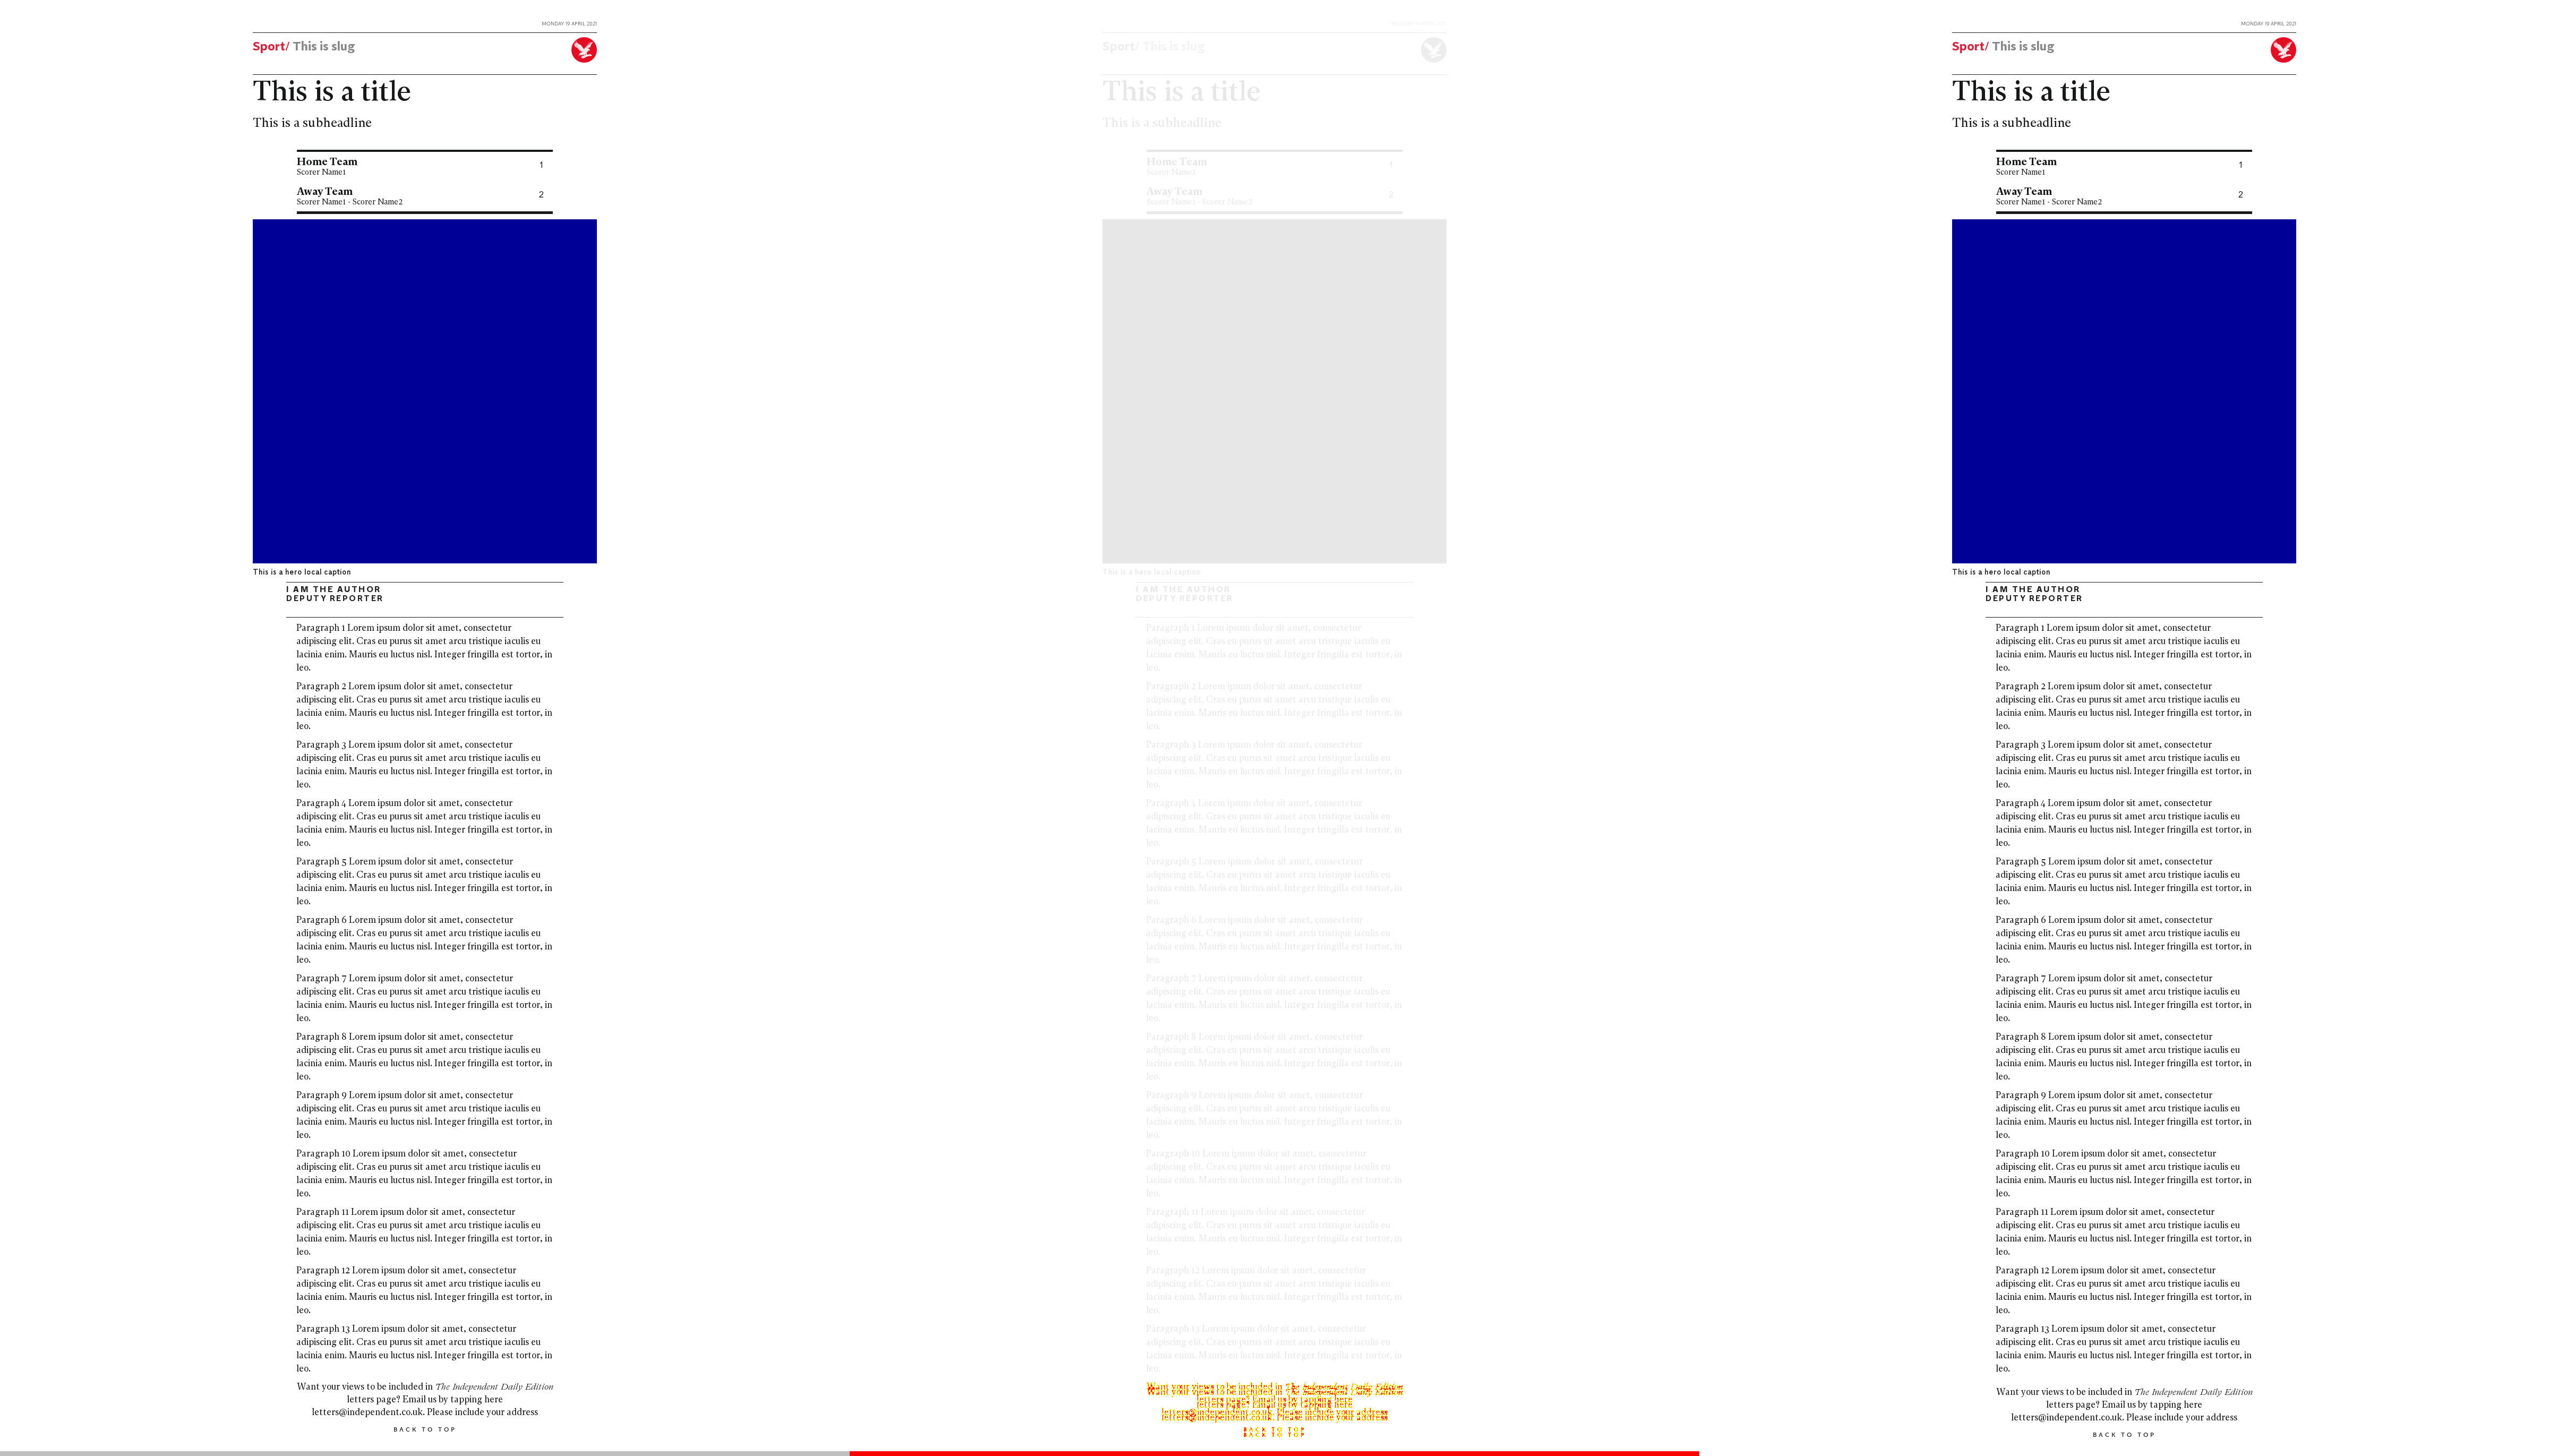 MONDAY 19 APRIL 2021
Sport/ This is slug
This is a title
This is a subheadline
Home Team 1
Scorer Name1
Away Team 2
Scorer Name1 · Scorer Name2
This is a hero local caption
I AM THE AUTHOR
DEPUTY REPORTER
Paragraph 1 Lorem ipsum dolor sit amet, consectetur
adipiscing elit. Cras eu purus sit amet arcu tristique iaculis eu
lacinia enim. Mauris eu luctus nisl. Integer fringilla est tortor, in
leo.
Paragraph 2 Lorem ipsum dolor sit amet, consectetur
adipiscing elit. Cras eu purus sit amet arcu tristique iaculis eu
lacinia enim. Mauris eu luctus nisl. Integer fringilla est tortor, in
leo.
Paragraph 3 Lorem ipsum dolor sit amet, consectetur
adipiscing elit. Cras eu purus sit amet arcu tristique iaculis eu
lacinia enim. Mauris eu luctus nisl. Integer fringilla est tortor, in
leo.
Paragraph 4 Lorem ipsum dolor sit amet, consectetur
adipiscing elit. Cras eu purus sit amet arcu tristique iaculis eu
lacinia enim. Mauris eu luctus nisl. Integer fringilla est tortor, in
leo.
Paragraph 5 Lorem ipsum dolor sit amet, consectetur
adipiscing elit. Cras eu purus sit amet arcu tristique iaculis eu
lacinia enim. Mauris eu luctus nisl. Integer fringilla est tortor, in
leo.
Paragraph 6 Lorem ipsum dolor sit amet, consectetur
adipiscing elit. Cras eu purus sit amet arcu tristique iaculis eu
lacinia enim. Mauris eu luctus nisl. Integer fringilla est tortor, in
leo.
Paragraph 7 Lorem ipsum dolor sit amet, consectetur
adipiscing elit. Cras eu purus sit amet arcu tristique iaculis eu
lacinia enim. Mauris eu luctus nisl. Integer fringilla est tortor, in
leo.
Paragraph 8 Lorem ipsum dolor sit amet, consectetur
adipiscing elit. Cras eu purus sit amet arcu tristique iaculis eu
lacinia enim. Mauris eu luctus nisl. Integer fringilla est tortor, in
leo.
Paragraph 9 Lorem ipsum dolor sit amet, consectetur
adipiscing elit. Cras eu purus sit amet arcu tristique iaculis eu
lacinia enim. Mauris eu luctus nisl. Integer fringilla est tortor, in
leo.
Paragraph 10 Lorem ipsum dolor sit amet, consectetur
adipiscing elit. Cras eu purus sit amet arcu tristique iaculis eu
lacinia enim. Mauris eu luctus nisl. Integer fringilla est tortor, in
leo.
Paragraph 11 Lorem ipsum dolor sit amet, consectetur
adipiscing elit. Cras eu purus sit amet arcu tristique iaculis eu
lacinia enim. Mauris eu luctus nisl. Integer fringilla est tortor, in
leo.
Paragraph 12 Lorem ipsum dolor sit amet, consectetur
adipiscing elit. Cras eu purus sit amet arcu tristique iaculis eu
lacinia enim. Mauris eu luctus nisl. Integer fringilla est tortor, in
leo.
Paragraph 13 Lorem ipsum dolor sit amet, consectetur
adipiscing elit. Cras eu purus sit amet arcu tristique iaculis eu
lacinia enim. Mauris eu luctus nisl. Integer fringilla est tortor, in
leo.
Want your views to be included in The Independent Daily Edition
letters page? Email us by tapping here
letters@independent.co.uk. Please include your address
BACK TO TOP
Sport/ This is slug
This is a title
This is a subheadline
Home Team 1
Scorer Name1
Away Team 2
Scorer Name1 · Scorer Name2
This is a hero local caption
I AM THE AUTHOR
DEPUTY REPORTER
Paragraph 1 Lorem ipsum dolor sit amet, consectetur
adipiscing elit. Cras eu purus sit amet arcu tristique iaculis eu
lacinia enim. Mauris eu luctus nisl. Integer fringilla est tortor, in
leo.
Paragraph 2 Lorem ipsum dolor sit amet, consectetur
adipiscing elit. Cras eu purus sit amet arcu tristique iaculis eu
lacinia enim. Mauris eu luctus nisl. Integer fringilla est tortor, in
leo.
Paragraph 3 Lorem ipsum dolor sit amet, consectetur
adipiscing elit. Cras eu purus sit amet arcu tristique iaculis eu
lacinia enim. Mauris eu luctus nisl. Integer fringilla est tortor, in
leo.
Paragraph 4 Lorem ipsum dolor sit amet, consectetur
adipiscing elit. Cras eu purus sit amet arcu tristique iaculis eu
lacinia enim. Mauris eu luctus nisl. Integer fringilla est tortor, in
leo.
Paragraph 5 Lorem ipsum dolor sit amet, consectetur
adipiscing elit. Cras eu purus sit amet arcu tristique iaculis eu
lacinia enim. Mauris eu luctus nisl. Integer fringilla est tortor, in
leo.
Paragraph 6 Lorem ipsum dolor sit amet, consectetur
adipiscing elit. Cras eu purus sit amet arcu tristique iaculis eu
lacinia enim. Mauris eu luctus nisl. Integer fringilla est tortor, in
leo.
Paragraph 7 Lorem ipsum dolor sit amet, consectetur
adipiscing elit. Cras eu purus sit amet arcu tristique iaculis eu
lacinia enim. Mauris eu luctus nisl. Integer fringilla est tortor, in
leo.
Paragraph 8 Lorem ipsum dolor sit amet, consectetur
adipiscing elit. Cras eu purus sit amet arcu tristique iaculis eu
lacinia enim. Mauris eu luctus nisl. Integer fringilla est tortor, in
leo.
Paragraph 9 Lorem ipsum dolor sit amet, consectetur
adipiscing elit. Cras eu purus sit amet arcu tristique iaculis eu
lacinia enim. Mauris eu luctus nisl. Integer fringilla est tortor, in
leo.
Paragraph 10 Lorem ipsum dolor sit amet, consectetur
adipiscing elit. Cras eu purus sit amet arcu tristique iaculis eu
lacinia enim. Mauris eu luctus nisl. Integer fringilla est tortor, in
leo.
Paragraph 11 Lorem ipsum dolor sit amet, consectetur
adipiscing elit. Cras eu purus sit amet arcu tristique iaculis eu
lacinia enim. Mauris eu luctus nisl. Integer fringilla est tortor, in
leo.
Paragraph 12 Lorem ipsum dolor sit amet, consectetur
adipiscing elit. Cras eu purus sit amet arcu tristique iaculis eu
lacinia enim. Mauris eu luctus nisl. Integer fringilla est tortor, in
leo.
Paragraph 13 Lorem ipsum dolor sit amet, consectetur
adipiscing elit. Cras eu purus sit amet arcu tristique iaculis eu
lacinia enim. Mauris eu luctus nisl. Integer fringilla est tortor, in
leo.
Want your views to be included in The Independent Daily Edition
letters page? Email us by tapping here
letters@independent.co.uk. Please include your address
BACK TO TOP
MONDAY 19 APRIL 2021
Sport/ This is slug
This is a title
This is a subheadline
Home Team 1
Scorer Name1
Away Team 2
Scorer Name1 · Scorer Name2
This is a hero local caption
I AM THE AUTHOR
DEPUTY REPORTER
Paragraph 1 Lorem ipsum dolor sit amet, consectetur
adipiscing elit. Cras eu purus sit amet arcu tristique iaculis eu
lacinia enim. Mauris eu luctus nisl. Integer fringilla est tortor, in
leo.
Paragraph 2 Lorem ipsum dolor sit amet, consectetur
adipiscing elit. Cras eu purus sit amet arcu tristique iaculis eu
lacinia enim. Mauris eu luctus nisl. Integer fringilla est tortor, in
leo.
Paragraph 3 Lorem ipsum dolor sit amet, consectetur
adipiscing elit. Cras eu purus sit amet arcu tristique iaculis eu
lacinia enim. Mauris eu luctus nisl. Integer fringilla est tortor, in
leo.
Paragraph 4 Lorem ipsum dolor sit amet, consectetur
adipiscing elit. Cras eu purus sit amet arcu tristique iaculis eu
lacinia enim. Mauris eu luctus nisl. Integer fringilla est tortor, in
leo.
Paragraph 5 Lorem ipsum dolor sit amet, consectetur
adipiscing elit. Cras eu purus sit amet arcu tristique iaculis eu
lacinia enim. Mauris eu luctus nisl. Integer fringilla est tortor, in
leo.
Paragraph 6 Lorem ipsum dolor sit amet, consectetur
adipiscing elit. Cras eu purus sit amet arcu tristique iaculis eu
lacinia enim. Mauris eu luctus nisl. Integer fringilla est tortor, in
leo.
Paragraph 7 Lorem ipsum dolor sit amet, consectetur
adipiscing elit. Cras eu purus sit amet arcu tristique iaculis eu
lacinia enim. Mauris eu luctus nisl. Integer fringilla est tortor, in
leo.
Paragraph 8 Lorem ipsum dolor sit amet, consectetur
adipiscing elit. Cras eu purus sit amet arcu tristique iaculis eu
lacinia enim. Mauris eu luctus nisl. Integer fringilla est tortor, in
leo.
Paragraph 9 Lorem ipsum dolor sit amet, consectetur
adipiscing elit. Cras eu purus sit amet arcu tristique iaculis eu
lacinia enim. Mauris eu luctus nisl. Integer fringilla est tortor, in
leo.
Paragraph 10 Lorem ipsum dolor sit amet, consectetur
adipiscing elit. Cras eu purus sit amet arcu tristique iaculis eu
lacinia enim. Mauris eu luctus nisl. Integer fringilla est tortor, in
leo.
Paragraph 11 Lorem ipsum dolor sit amet, consectetur
adipiscing elit. Cras eu purus sit amet arcu tristique iaculis eu
lacinia enim. Mauris eu luctus nisl. Integer fringilla est tortor, in
leo.
Paragraph 12 Lorem ipsum dolor sit amet, consectetur
adipiscing elit. Cras eu purus sit amet arcu tristique iaculis eu
lacinia enim. Mauris eu luctus nisl. Integer fringilla est tortor, in
leo.
Paragraph 13 Lorem ipsum dolor sit amet, consectetur
adipiscing elit. Cras eu purus sit amet arcu tristique iaculis eu
lacinia enim. Mauris eu luctus nisl. Integer fringilla est tortor, in
leo.
Want your views to be included in The Independent Daily Edition
letters page? Email us by tapping here
letters@independent.co.uk. Please include your address
BACK TO TOP